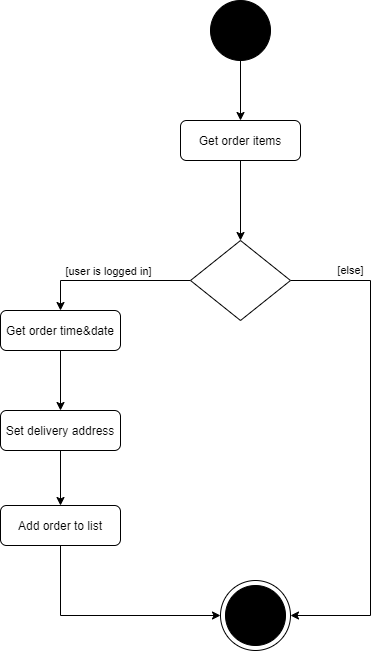 Get order items
[user is logged in]
[else]
Get order time&date
Set delivery address
Add order to list